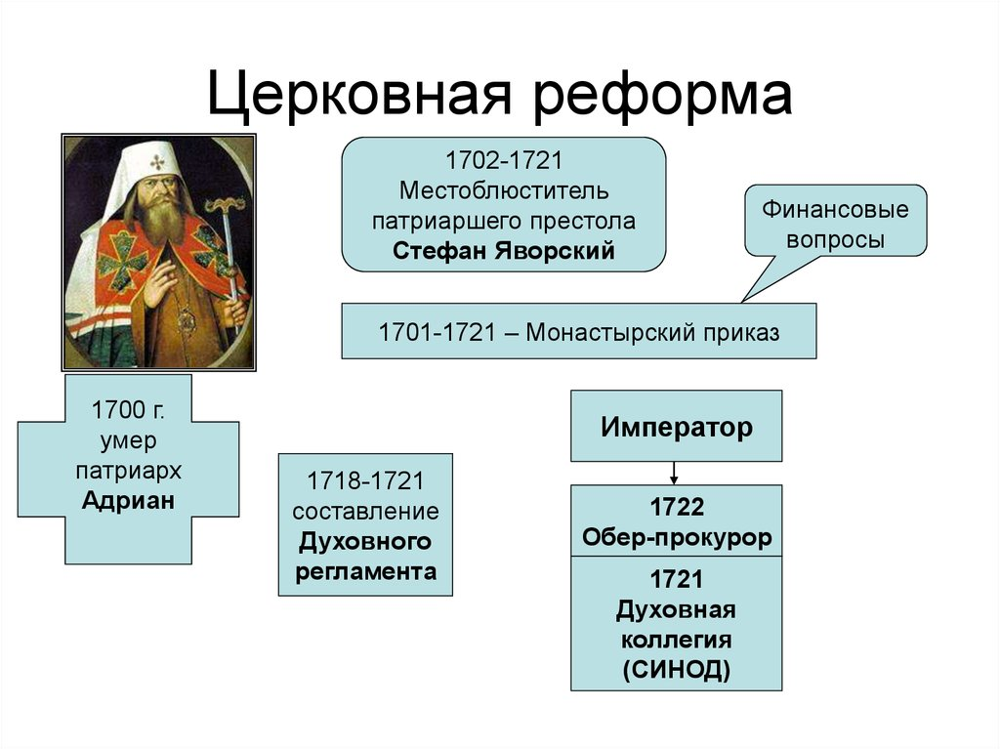 Церковная реформа
1702-1721
Местоблюститель
патриаршего престола
Стефан Яворский
Финансовые
вопросы
1701-1721 – Монастырский приказ
1700 г.
умер
патриарх
Адриан
1718-1721
составление
Духовного
регламента
Император
1722
Обер-прокурор
1721
Духовная
коллегия
(СИНОД)